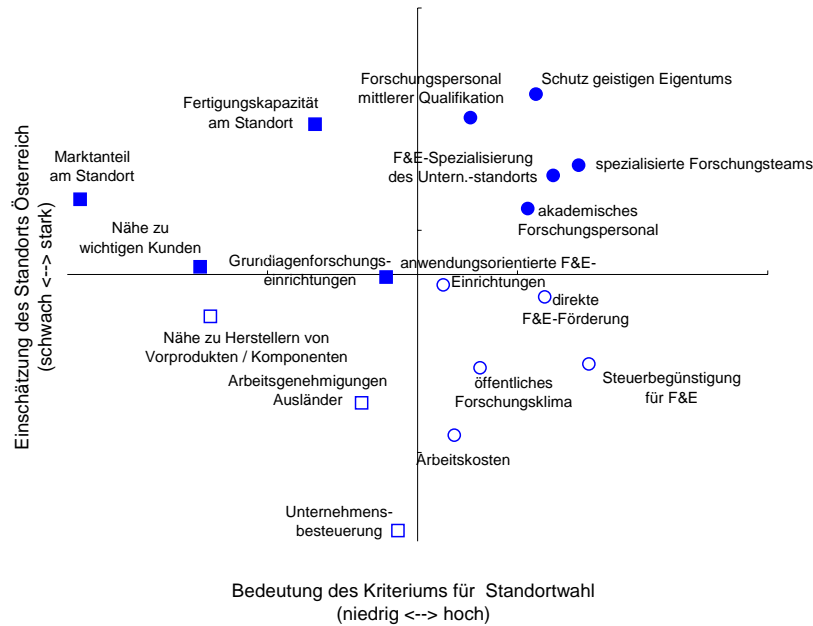 Forschungspersonal
mittlerer Qualifikation
Schutz geistigen Eigentums
Fertigungskapazität
am Standort
Marktanteil
am Standort
F&E-Spezialisierung
des Untern.-standorts
spezialisierte Forschungsteams
akademisches
Forschungspersonal
Nähe zu
wichtigen Kunden
Grundlagenforschungs-
einrichtungen
anwendungsorientierte F&E-
Einrichtungen
direkte
F&E-Förderung
Nähe zu Herstellern von
Vorprodukten / Komponenten
Arbeitsgenehmigungen
Ausländer
öffentliches
Forschungsklima
Steuerbegünstigung
für F&E
Arbeitskosten
Unternehmens-
besteuerung
Einschätzung des Standorts Österreich
(schwach <--> stark)
Bedeutung des Kriteriums für Standortwahl
(niedrig <--> hoch)